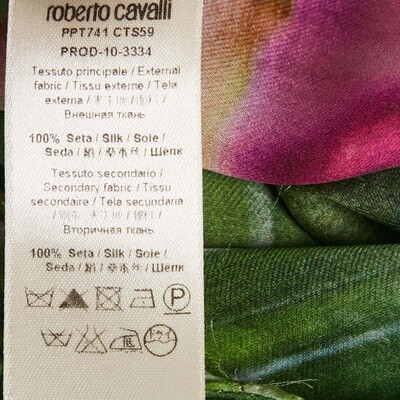 roberto cavalli
PPT741 CTS59
PROD-10-3334
Tessuto principale / External
fabric / Tissu externe / Tela
externa /
Внешняя ткань
100% Seta / Silk / Soie /
Seda / 絹 / / Шёлк
Tessuto secondario /
Secondary fabric / Tissu
secondaire / Tela secundaria
Вторичная ткань
100% Seta / Silk / Soie /
Seda / 絹 / / Шёлк
P